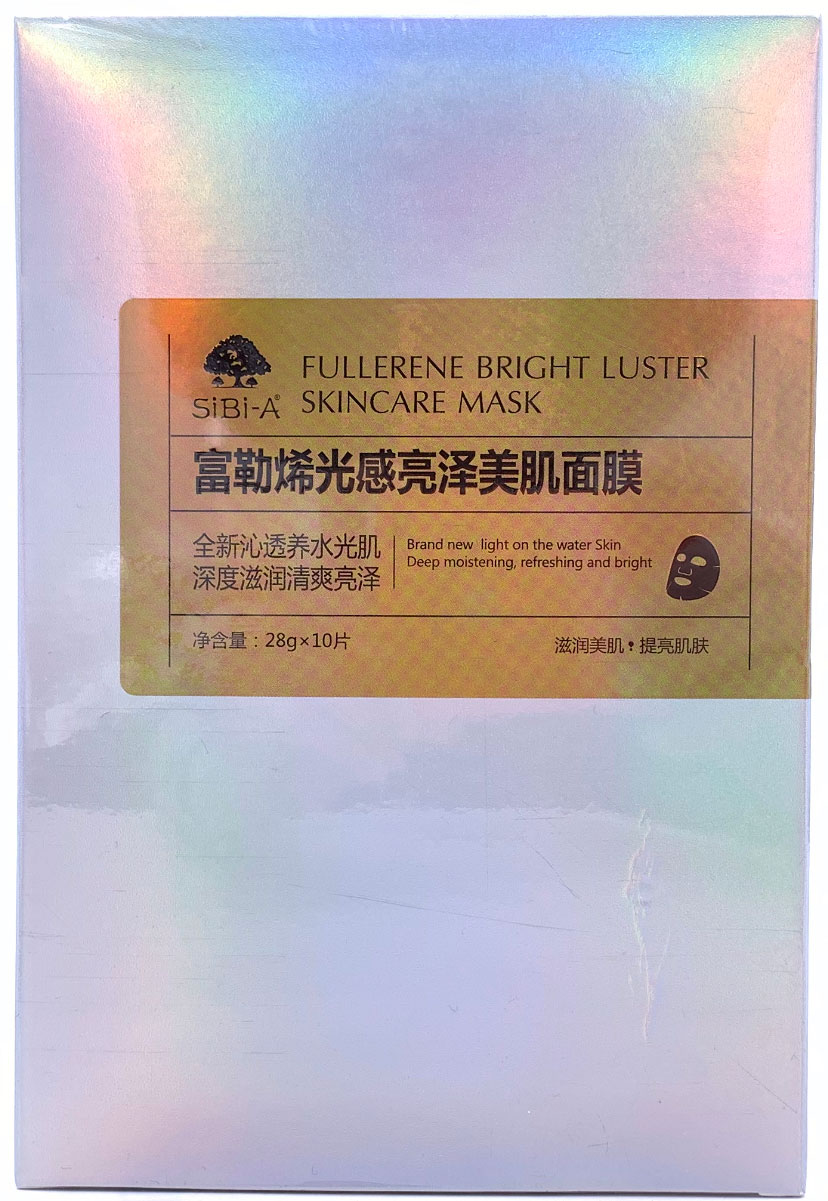 SiBi-A®
FULLERENE BRIGHT LUSTER
SKINCARE MASK
富勒烯光感亮泽美肌面膜
全新沁透养水光肌
深度滋润清爽亮泽
Brand new light on the water Skin
Deep moistening, refreshing and bright
净含量：28g×10片
滋润美肌·提亮肌肤